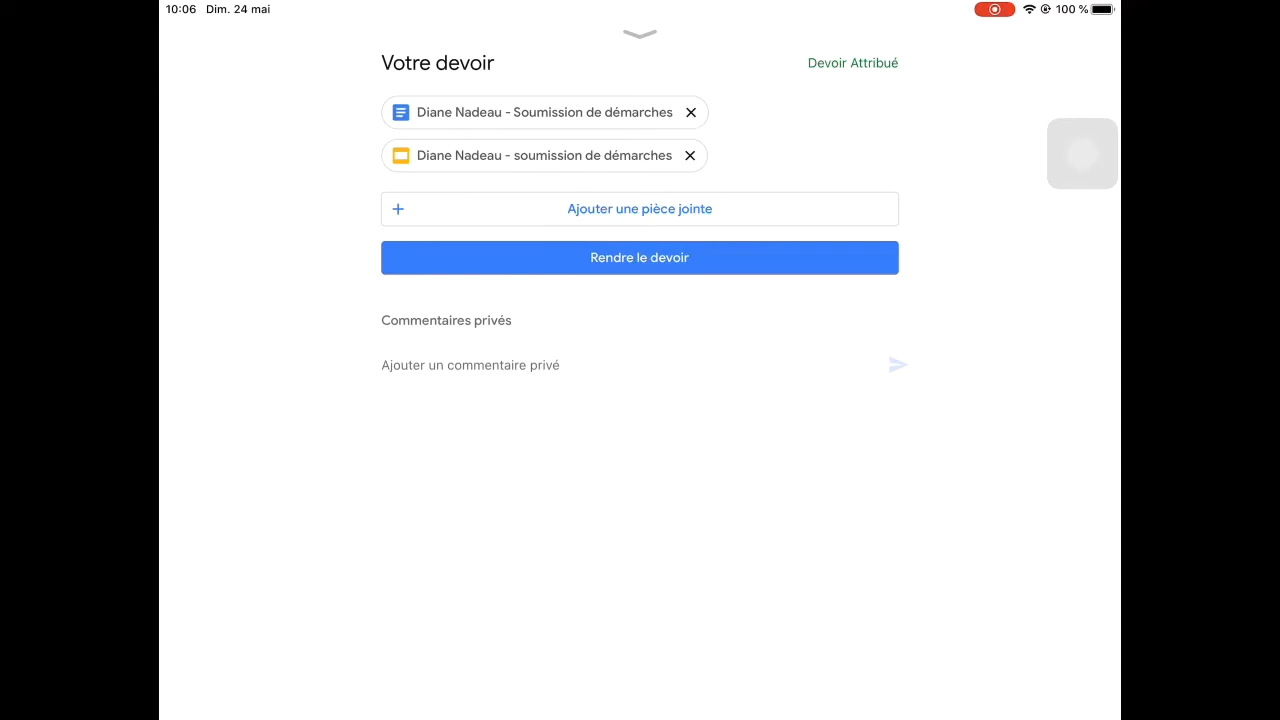 10:06 Dim. 24 mai
100 %
Votre devoir
Devoir Attribué
Diane Nadeau - Soumission de démarches
Diane Nadeau - soumission de démarches
Ajouter une pièce jointe
Rendre le devoir
Commentaires privés
Ajouter un commentaire privé